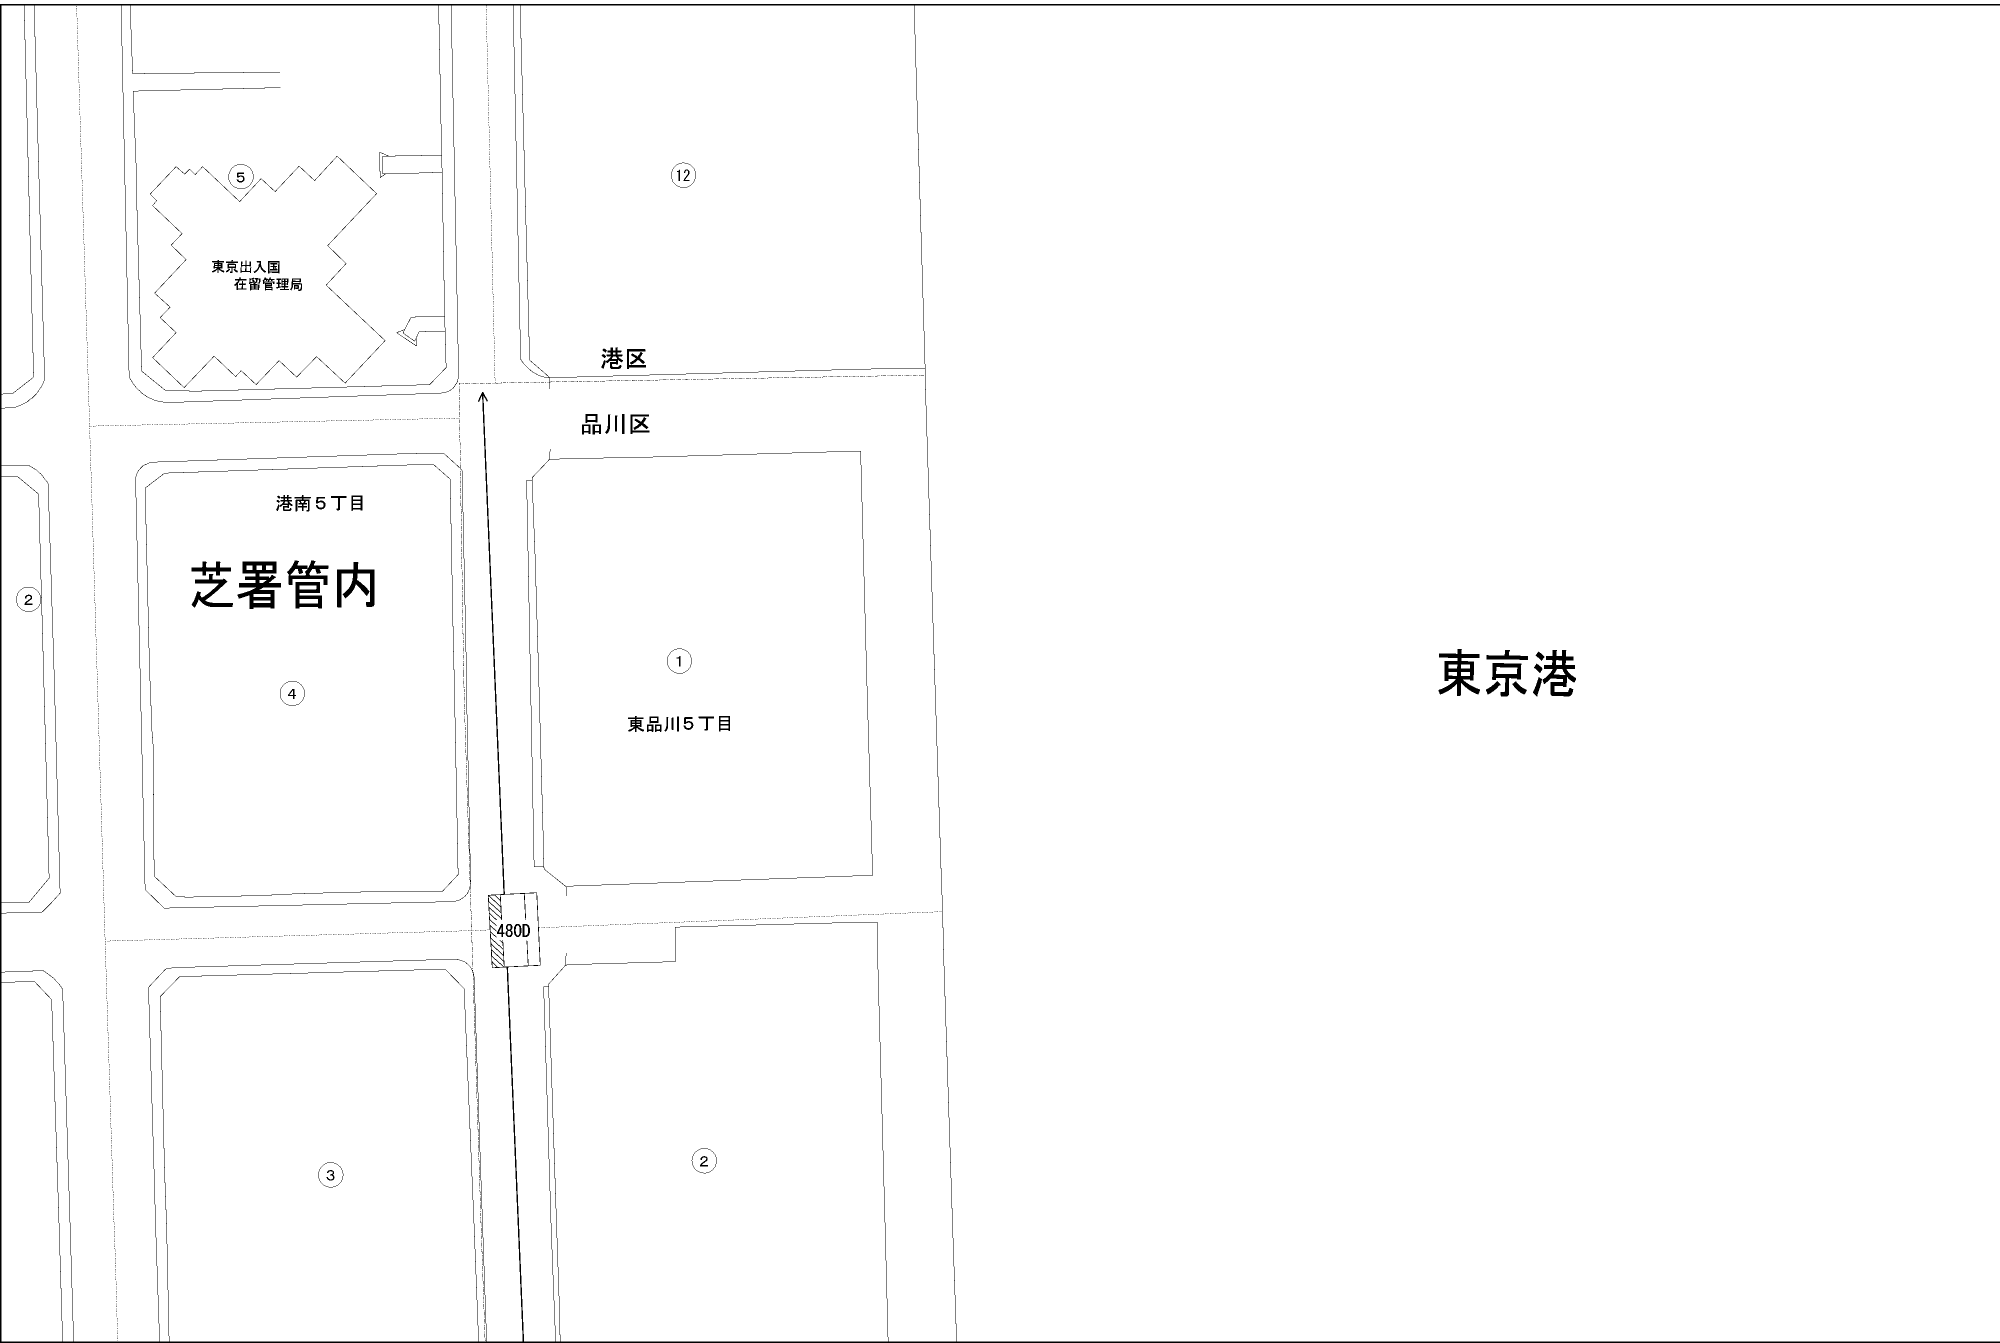 ⑤
⑫
東京出入国
在留管理局
港区
品川区
港南５丁目
芝署管内
②
①
東京港
④
東品川５丁目
480D
②
③